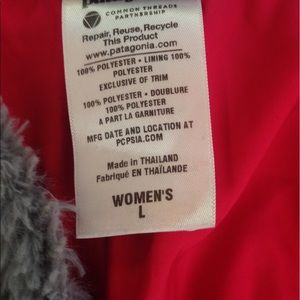 COMMON THREADS
PARTNERSHIP
Repair, Reuse, Recycle
This Product
www.patagonia.com
100% POLYESTER • LINING 100%
POLYESTER
EXCLUSIVE OF TRIM
100% POLYESTER • DOUBLURE
100% POLYESTER
A PART LA GARNITURE
MFG DATE AND LOCATION AT
PCPSIA.COM
Made in THAILAND
Fabriqué EN THAÏLANDE
WOMEN'S
L